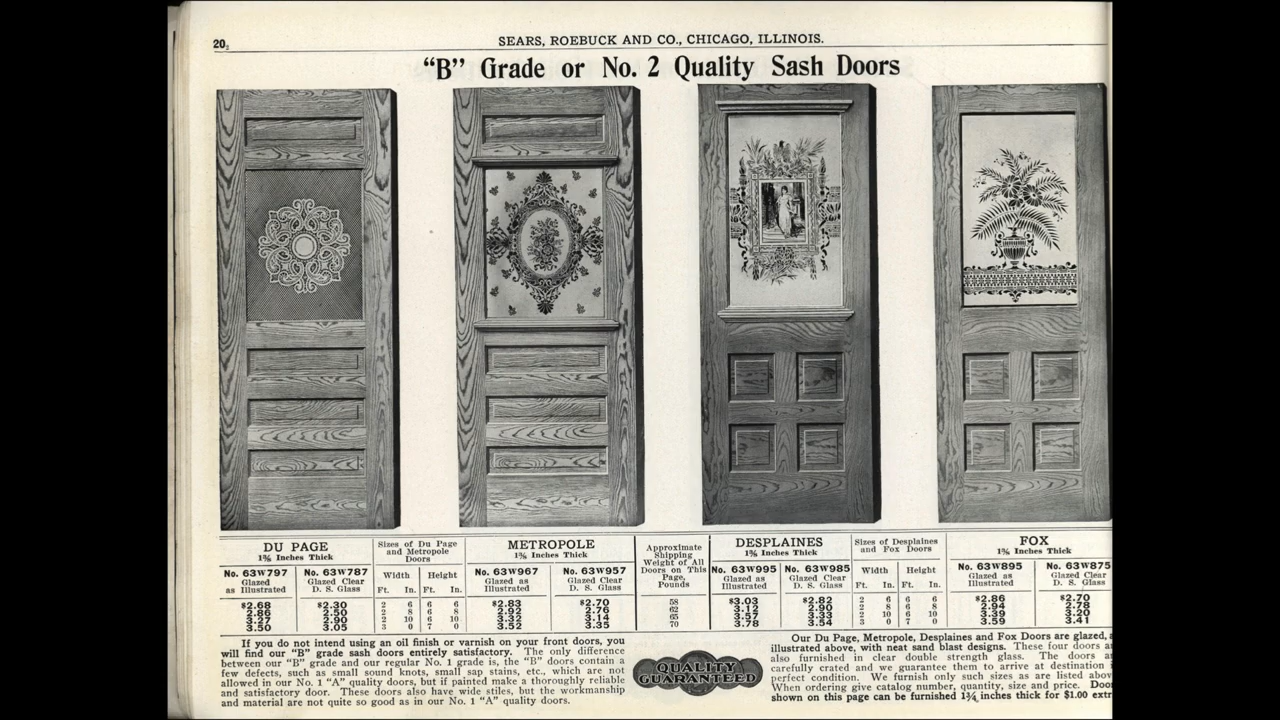 20
SEARS, ROEBUCK AND CO., CHICAGO, ILLINOIS.
"B" Grade or No. 2 Quality Sash Doors
DU PAGE
1⅜ Inches Thick
No. 63W797
Glazed
as Illustrated
No. 63W787
Glazed Clear
D. S. Glass
$2.68 $2.30
2.86 2.50
3.27 2.90
3.50 3.05
Sizes of Du Page
and Metropole
Doors
Width Height
Ft. In. Ft. In.
2 6 6 6
2 8 6 8
2 10 6 10
3 0 7 0
METROPOLE
1⅜ Inches Thick
No. 63W967
Glazed as
Illustrated
No. 63W957
Glazed Clear
D. S. Glass
$2.83 $2.70
2.92 2.76
3.32 3.14
3.52 3.35
Approximate
Shipping
Weight of All
Doors on This
Page,
Pounds
58
62
65
70
DESPLAINES
1⅜ Inches Thick
No. 63W995
Glazed as
Illustrated
No. 63W985
Glazed Clear
D. S. Glass
$3.03 $2.82
3.12 2.90
3.57 3.33
3.78 3.54
Sizes of Desplaines
and Fox Doors
Width Height
Ft. In. Ft. In.
2 6 6 6
2 8 6 8
2 10 6 10
3 0 7 0
FOX
1⅜ Inches Thick
No. 63W895
Glazed as
Illustrated
No. 63W875
Glazed Clear
D. S. Glass
$2.86 $2.70
2.94 2.78
3.39 3.20
3.59 3.41
If you do not intend using an oil finish or varnish on your front doors, you
will find our "B" grade sash doors entirely satisfactory. The only difference
between our "B" grade and our regular No. 1 grade is, the "B" doors contain a
few defects, such as small sound knots, small sap stains, etc., which are not
allowed in our No. 1 "A" quality doors, but if painted make a thoroughly reliable
and satisfactory door. These doors also have wide stiles, but the workmanship
and material are not quite so good as in our No. 1 "A" quality doors.
QUALITY
GUARANTEED
Our Du Page, Metropole, Desplaines and Fox Doors are glazed,
illustrated above, with neat sand blast designs. These four doors
also furnished in clear double strength glass. The doors
carefully crated and we guarantee them to arrive at destination
perfect condition. We furnish only such sizes as are listed
When ordering give catalog number, quantity, size and price.
shown on this page can be furnished 1¾ inches thick for $1.00